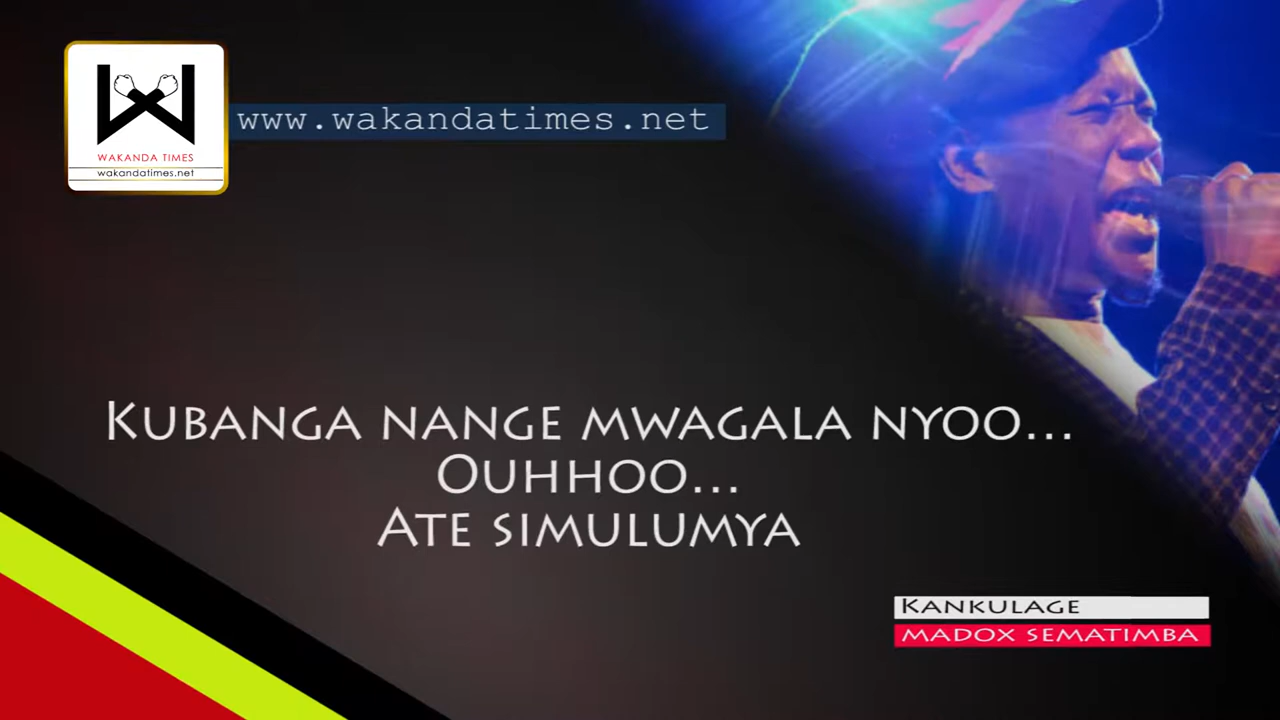 WAKANDA TIMES
wakandatimes.net
www.wakandatimes.net
KUBANGA NANGE MWAGALA NYOO...
OUHHOO...
ATE SIMULUMYA
KANKULAGE
MADOX SEMATIMBA